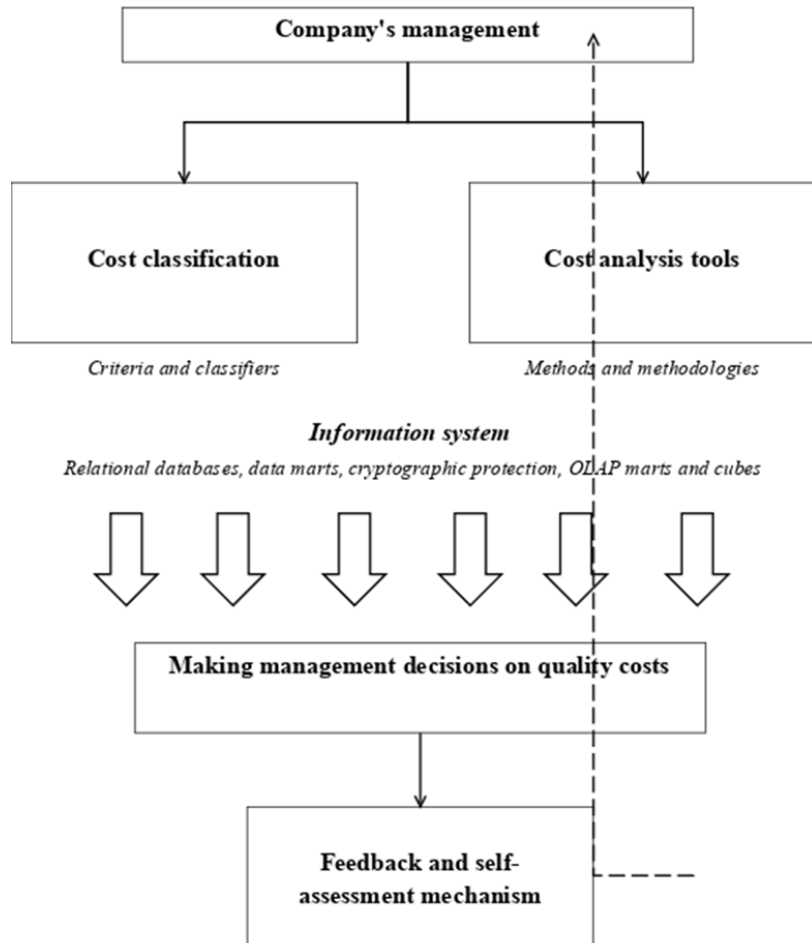 Company's management
Cost classification
Cost analysis tools
Criteria and classifiers
Methods and methodologies
Information system
Relational databases, data marts, cryptographic protection, OLAP marts and cubes
Making management decisions on quality costs
Feedback and self-
assessment mechanism